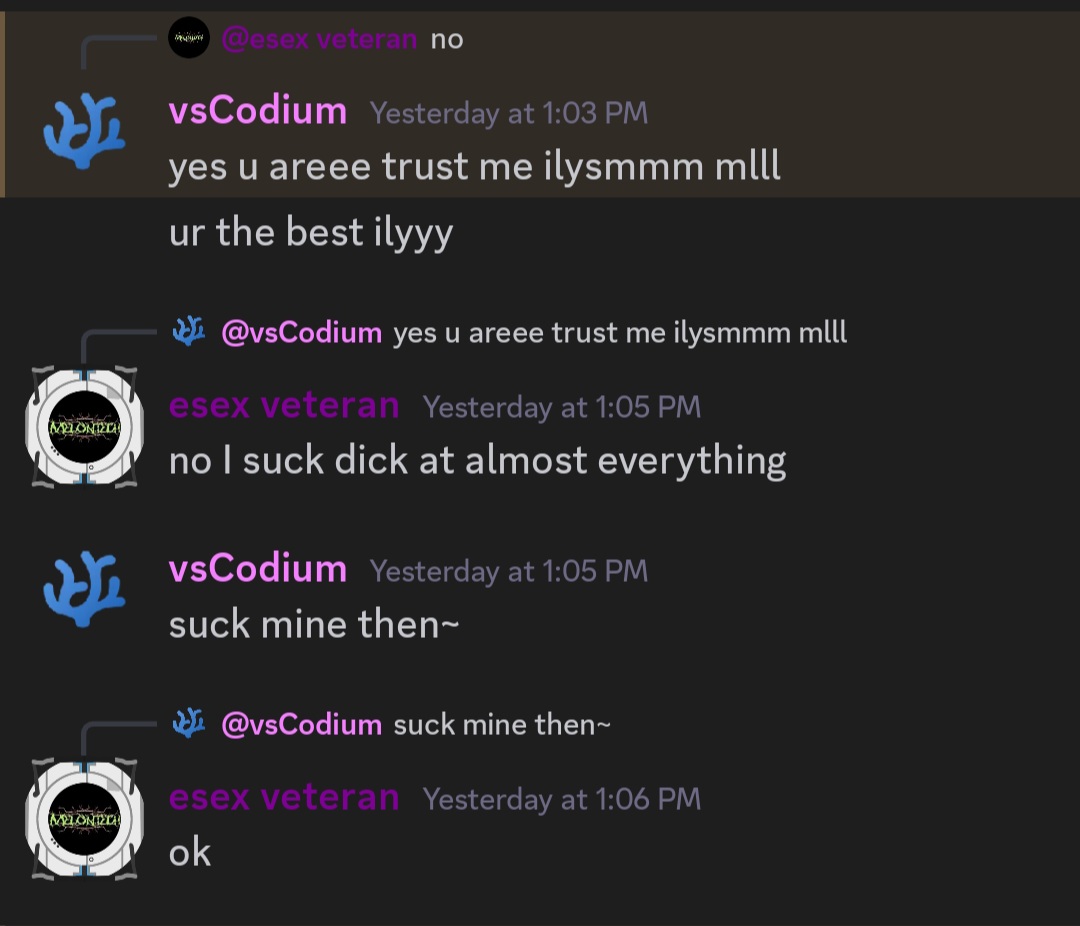 @esex veteran no
vsCodium Yesterday at 1:03 PM
yes u areee trust me ilysmmm mlll
ur the best ilyyy
@vsCodium yes u areee trust me ilysmmm mlll
esex veteran Yesterday at 1:05 PM
no I suck dick at almost everything
vsCodium Yesterday at 1:05 PM
suck mine then~
@vsCodium suck mine then~
esex veteran Yesterday at 1:06 PM
ok